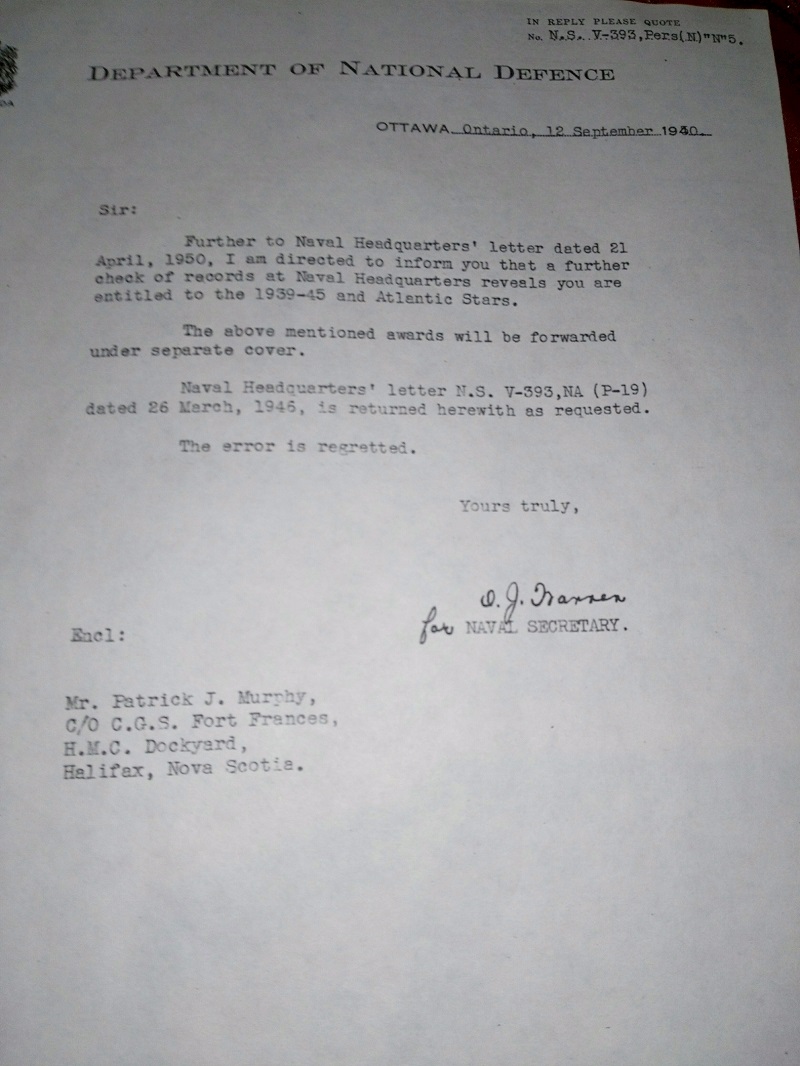 IN REPLY PLEASE QUOTE
No. N.S. V-393,Pers(N)"N"5.
DEPARTMENT OF NATIONAL DEFENCE
OTTAWA. Ontario, 12 September 1950.
Sir:
Further to Naval Headquarters' letter dated 21
April, 1950, I am directed to inform you that a further
check of records at Naval Headquarters reveals you are
entitled to the 1939-45 and Atlantic Stars.
The above mentioned awards will be forwarded
under separate cover.
Naval Headquarters' letter N.S. V-393,NA (P-19)
dated 26 March, 1946, is returned herewith as requested.
The error is regretted.
Yours truly,
O. J. Warren
for NAVAL SECRETARY.
Encl:
Mr. Patrick J. Murphy,
C/O C.G.S. Fort Frances,
H.M.C. Dockyard,
Halifax, Nova Scotia.